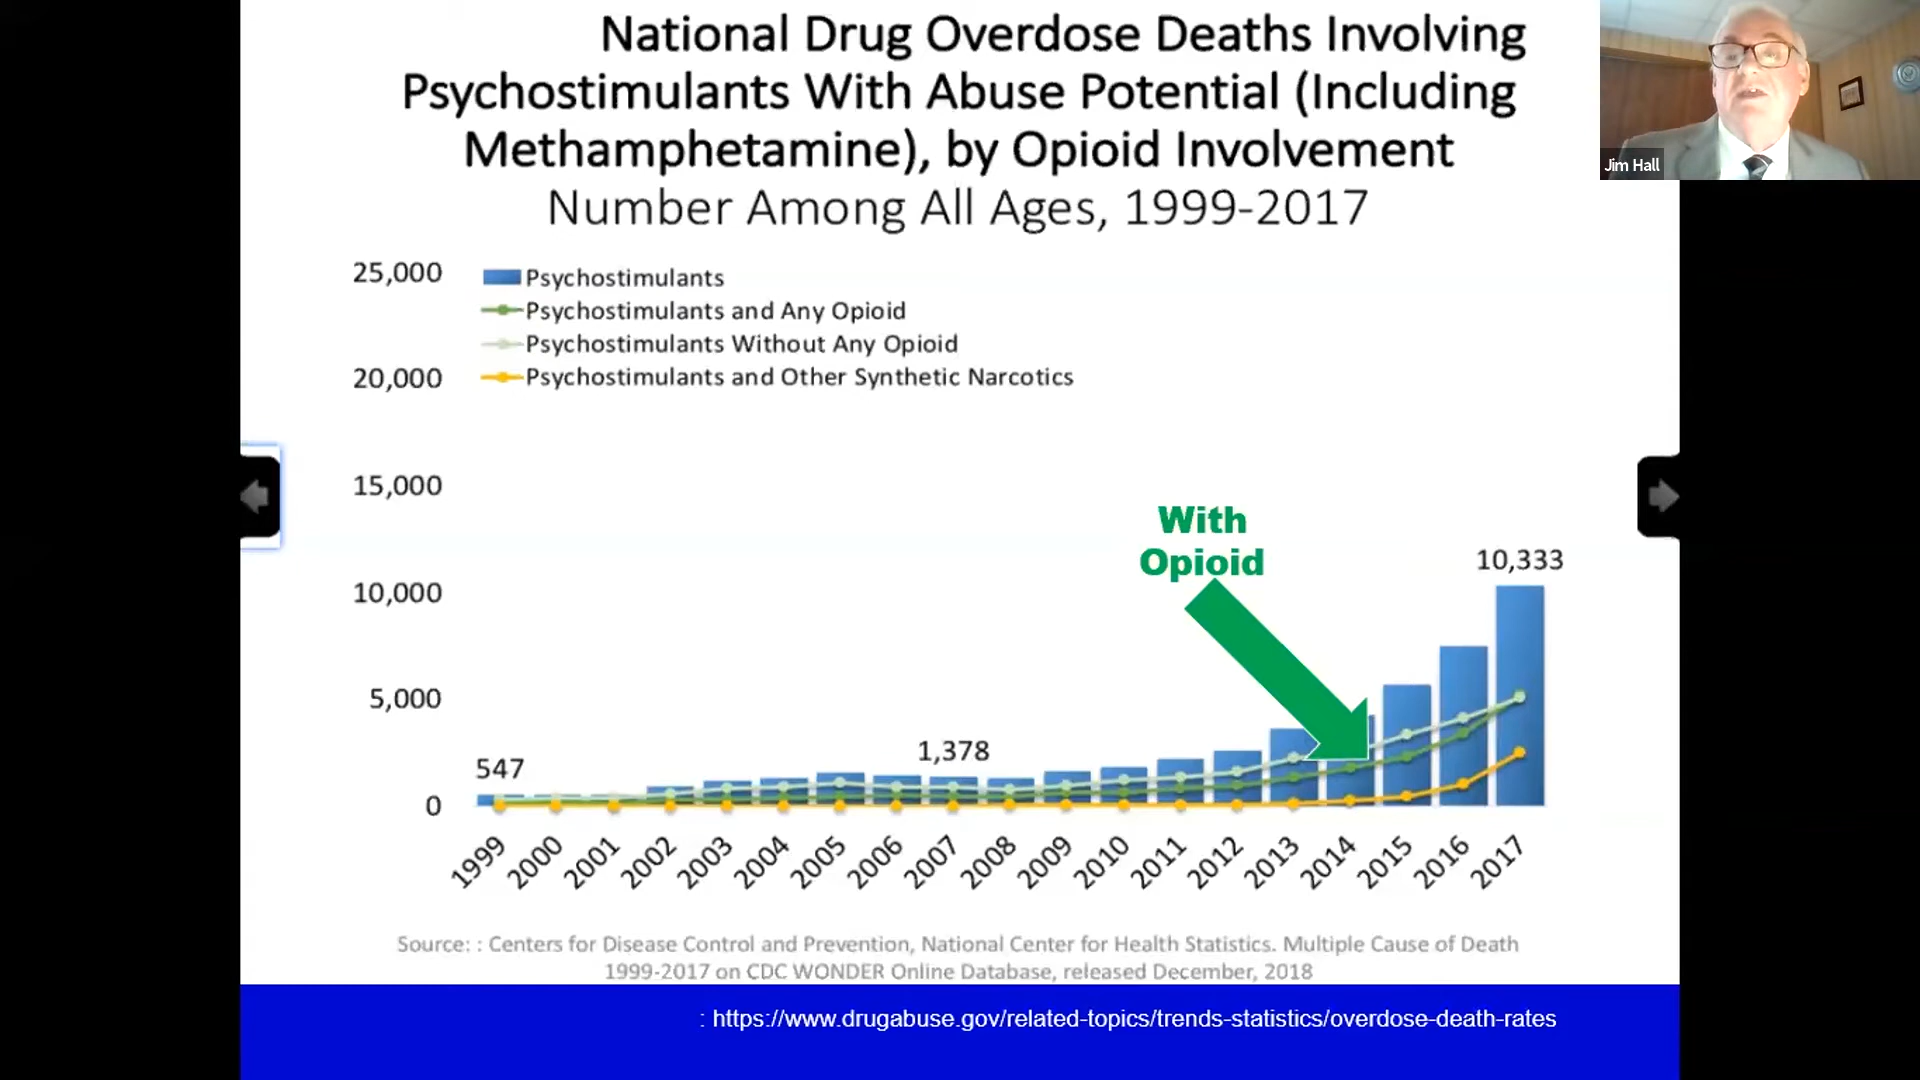 National Drug Overdose Deaths Involving
Psychostimulants With Abuse Potential (Including
Methamphetamine), by Opioid Involvement
Number Among All Ages, 1999-2017
Jim Hall
25,000
20,000
15,000
10,000
5,000
0
Psychostimulants
Psychostimulants and Any Opioid
Psychostimulants Without Any Opioid
Psychostimulants and Other Synthetic Narcotics
With
Opioid
547
1,378
10,333
1999
2000
2001
2002
2003
2004
2005
2006
2007
2008
2009
2010
2011
2012
2013
2014
2015
2016
2017
Source: : Centers for Disease Control and Prevention, National Center for Health Statistics. Multiple Cause of Death
1999-2017 on CDC WONDER Online Database, released December, 2018
: https://www.drugabuse.gov/related-topics/trends-statistics/overdose-death-rates